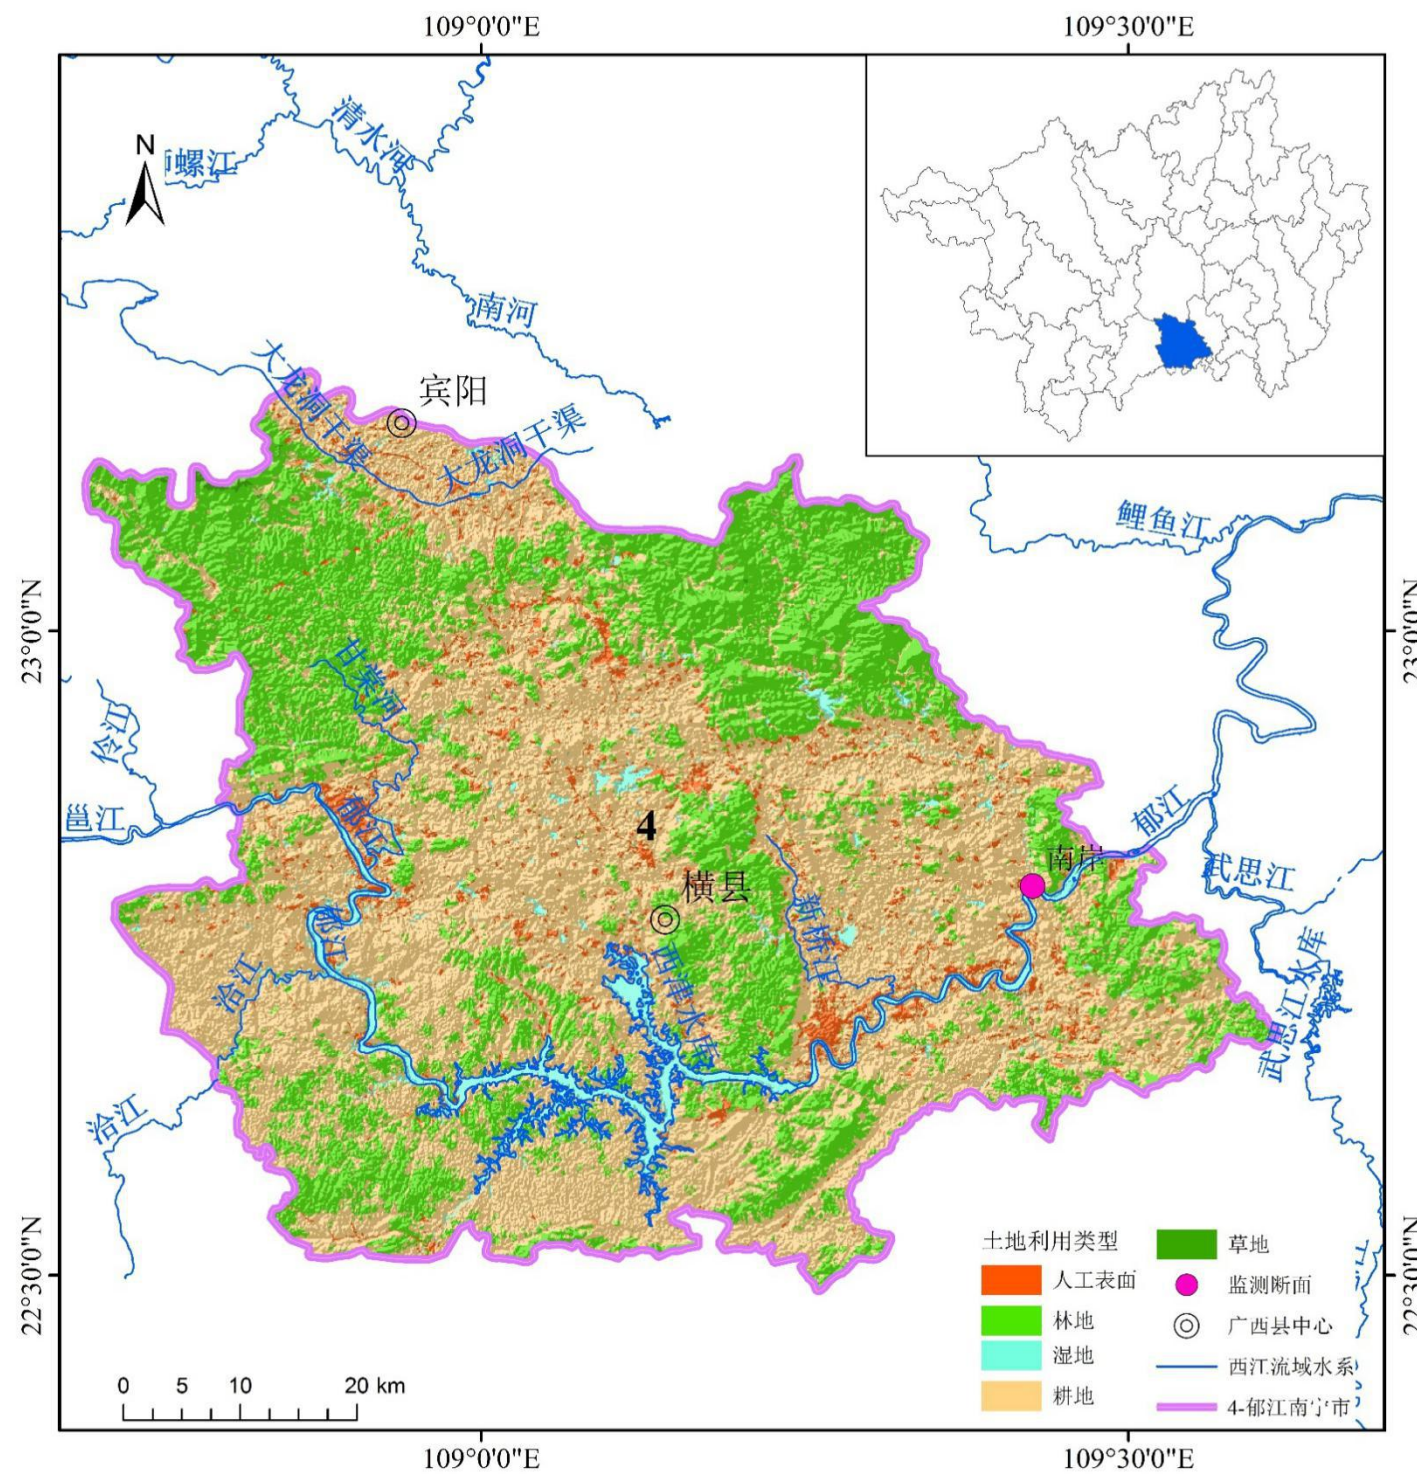 109°0'0"E
109°30'0"E
N
螺江
清水河
南河
大龙洞干渠
宾阳
大龙洞干渠
鲤鱼江
23°0'0"N
23°0'0"N
甘棠河
邕江
郁江
4
郁江
南岸
武思江
横县
郁江
新桥江
西津水库
洽江
武思江水库
洽江
22°30'0"N
22°30'0"N
土地利用类型
人工表面
林地
湿地
耕地
草地
监测断面
广西县中心
西江流域水系
4-郁江南宁市
0 5 10 20 km
109°0'0"E
109°30'0"E